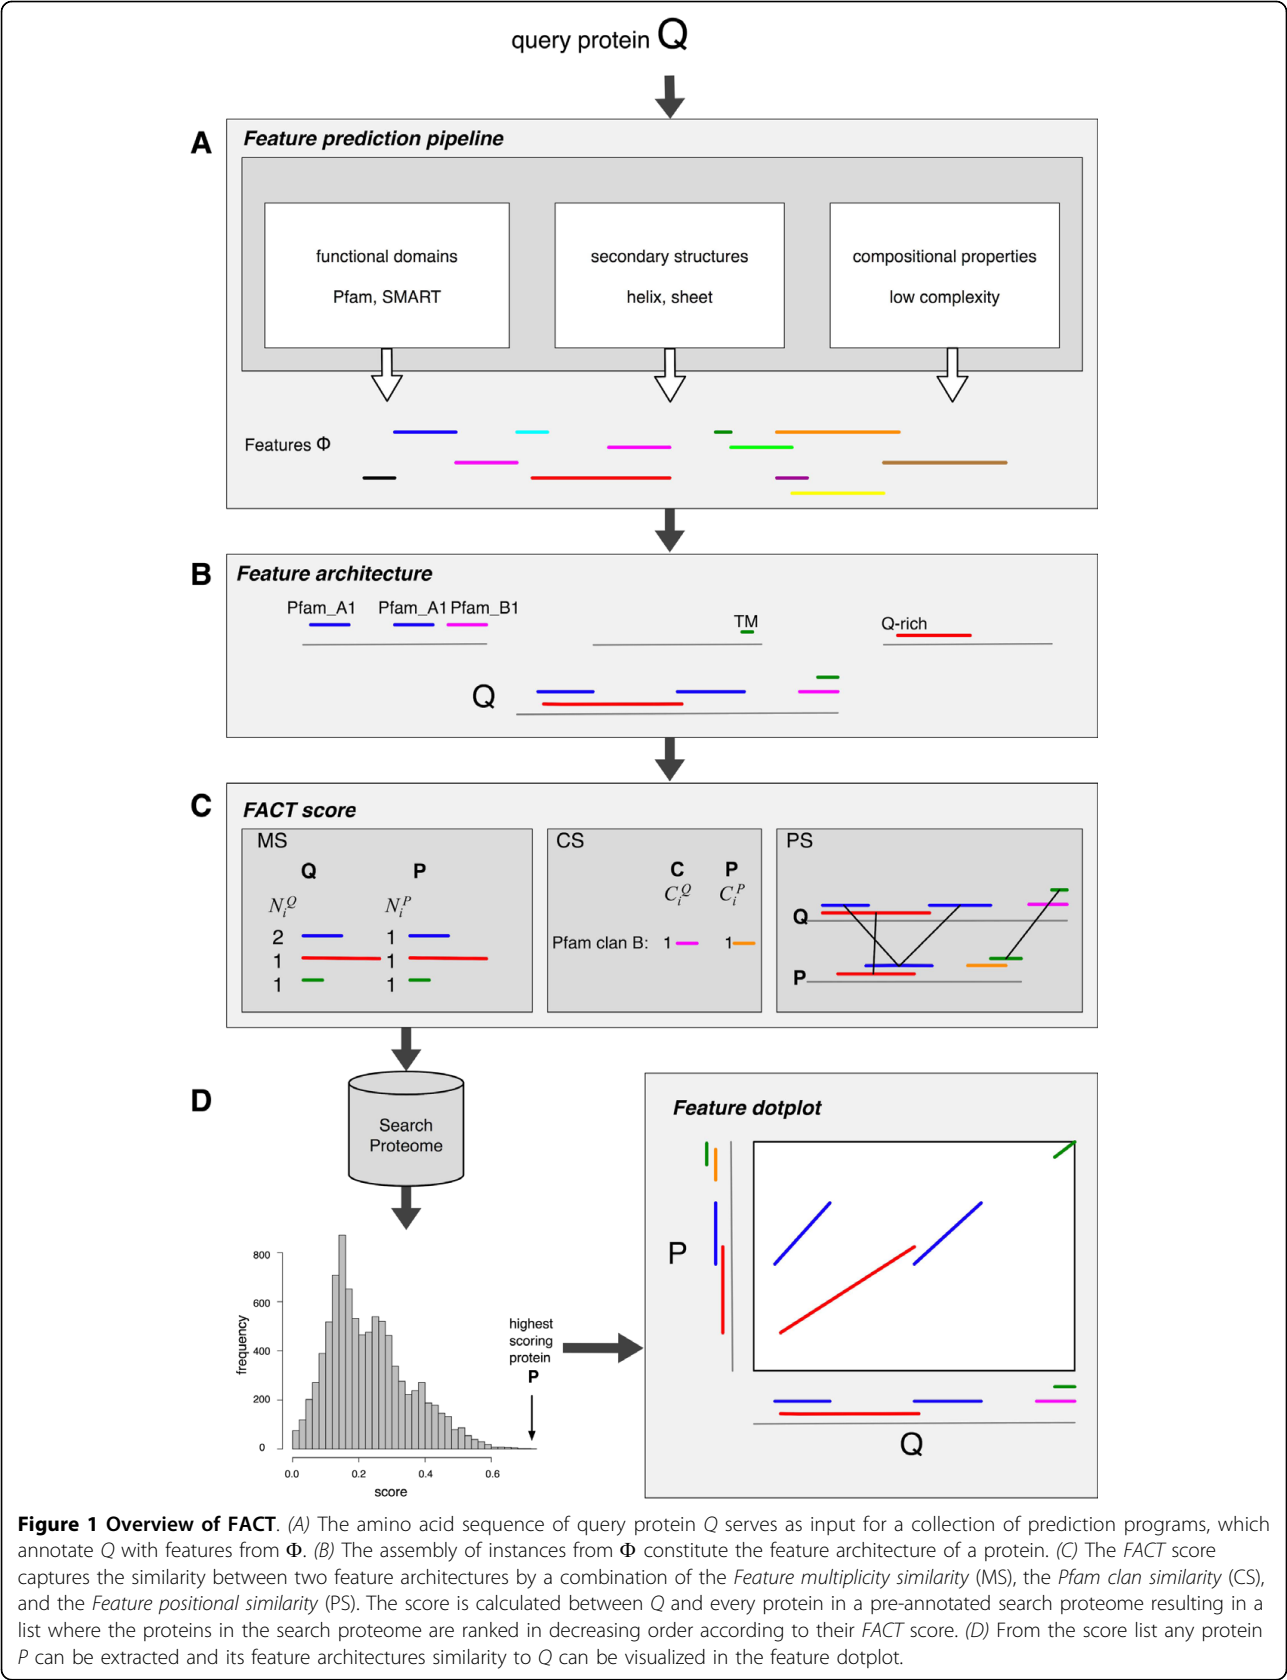 query protein Q
A
Feature prediction pipeline
functional domains
Pfam, SMART
secondary structures
helix, sheet
compositional properties
low complexity
Features Φ
B
Feature architecture
Pfam_A1
Pfam_A1
Pfam_B1
TM
Q-rich
Q
C
FACT score
MS
Q
P
N_i^Q
N_i^P
2
1
1
1
1
1
CS
C
P
C_i^Q
C_i^P
Pfam clan B: 1
1
PS
Q
P
D
Search
Proteome
frequency
800
600
400
200
0
0.0
0.2
0.4
0.6
score
highest
scoring
protein
P
Feature dotplot
P
Q
Figure 1 Overview of FACT. (A) The amino acid sequence of query protein Q serves as input for a collection of prediction programs, which
annotate Q with features from Φ. (B) The assembly of instances from Φ constitute the feature architecture of a protein. (C) The FACT score
captures the similarity between two feature architectures by a combination of the Feature multiplicity similarity (MS), the Pfam clan similarity (CS),
and the Feature positional similarity (PS). The score is calculated between Q and every protein in a pre-annotated search proteome resulting in a
list where the proteins in the search proteome are ranked in decreasing order according to their FACT score. (D) From the score list any protein
P can be extracted and its feature architectures similarity to Q can be visualized in the feature dotplot.